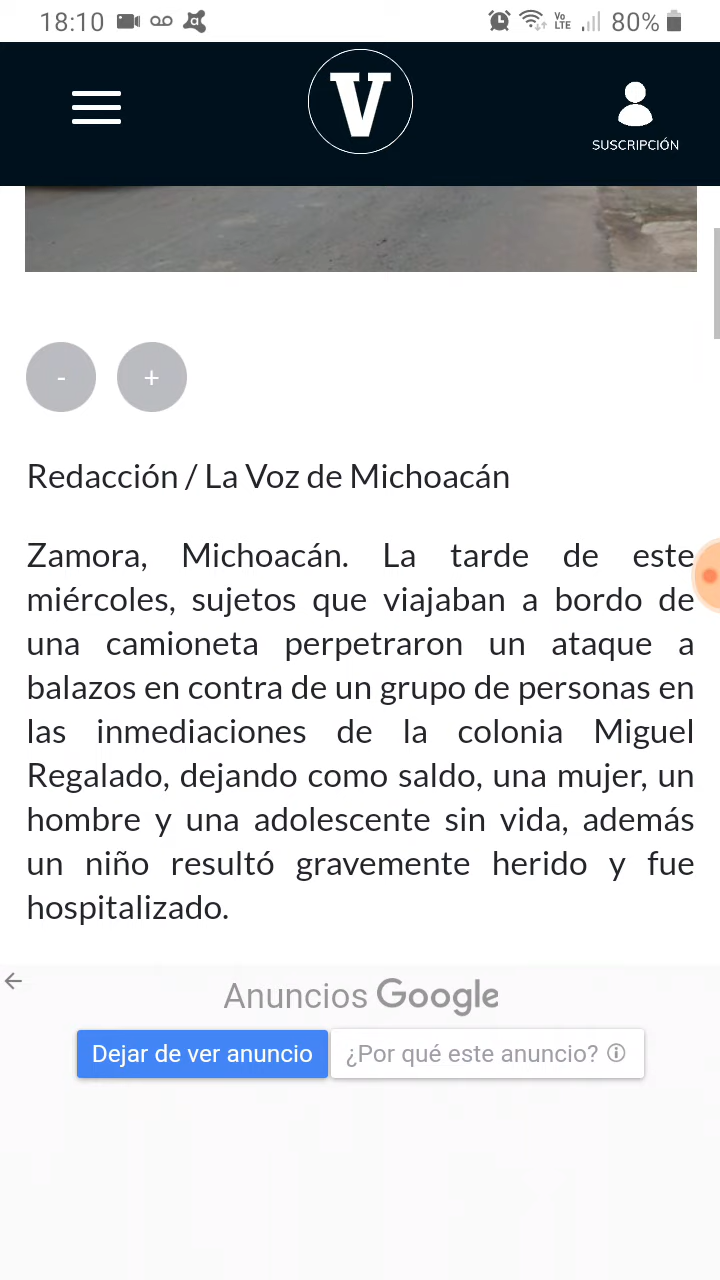 18:10 Vo LTE 80%
V
SUSCRIPCIÓN
- +
Redacción / La Voz de Michoacán
Zamora, Michoacán. La tarde de este
miércoles, sujetos que viajaban a bordo de
una camioneta perpetraron un ataque a
balazos en contra de un grupo de personas en
las inmediaciones de la colonia Miguel
Regalado, dejando como saldo, una mujer, un
hombre y una adolescente sin vida, además
un niño resultó gravemente herido y fue
hospitalizado.
Anuncios Google
Dejar de ver anuncio ¿Por qué este anuncio?